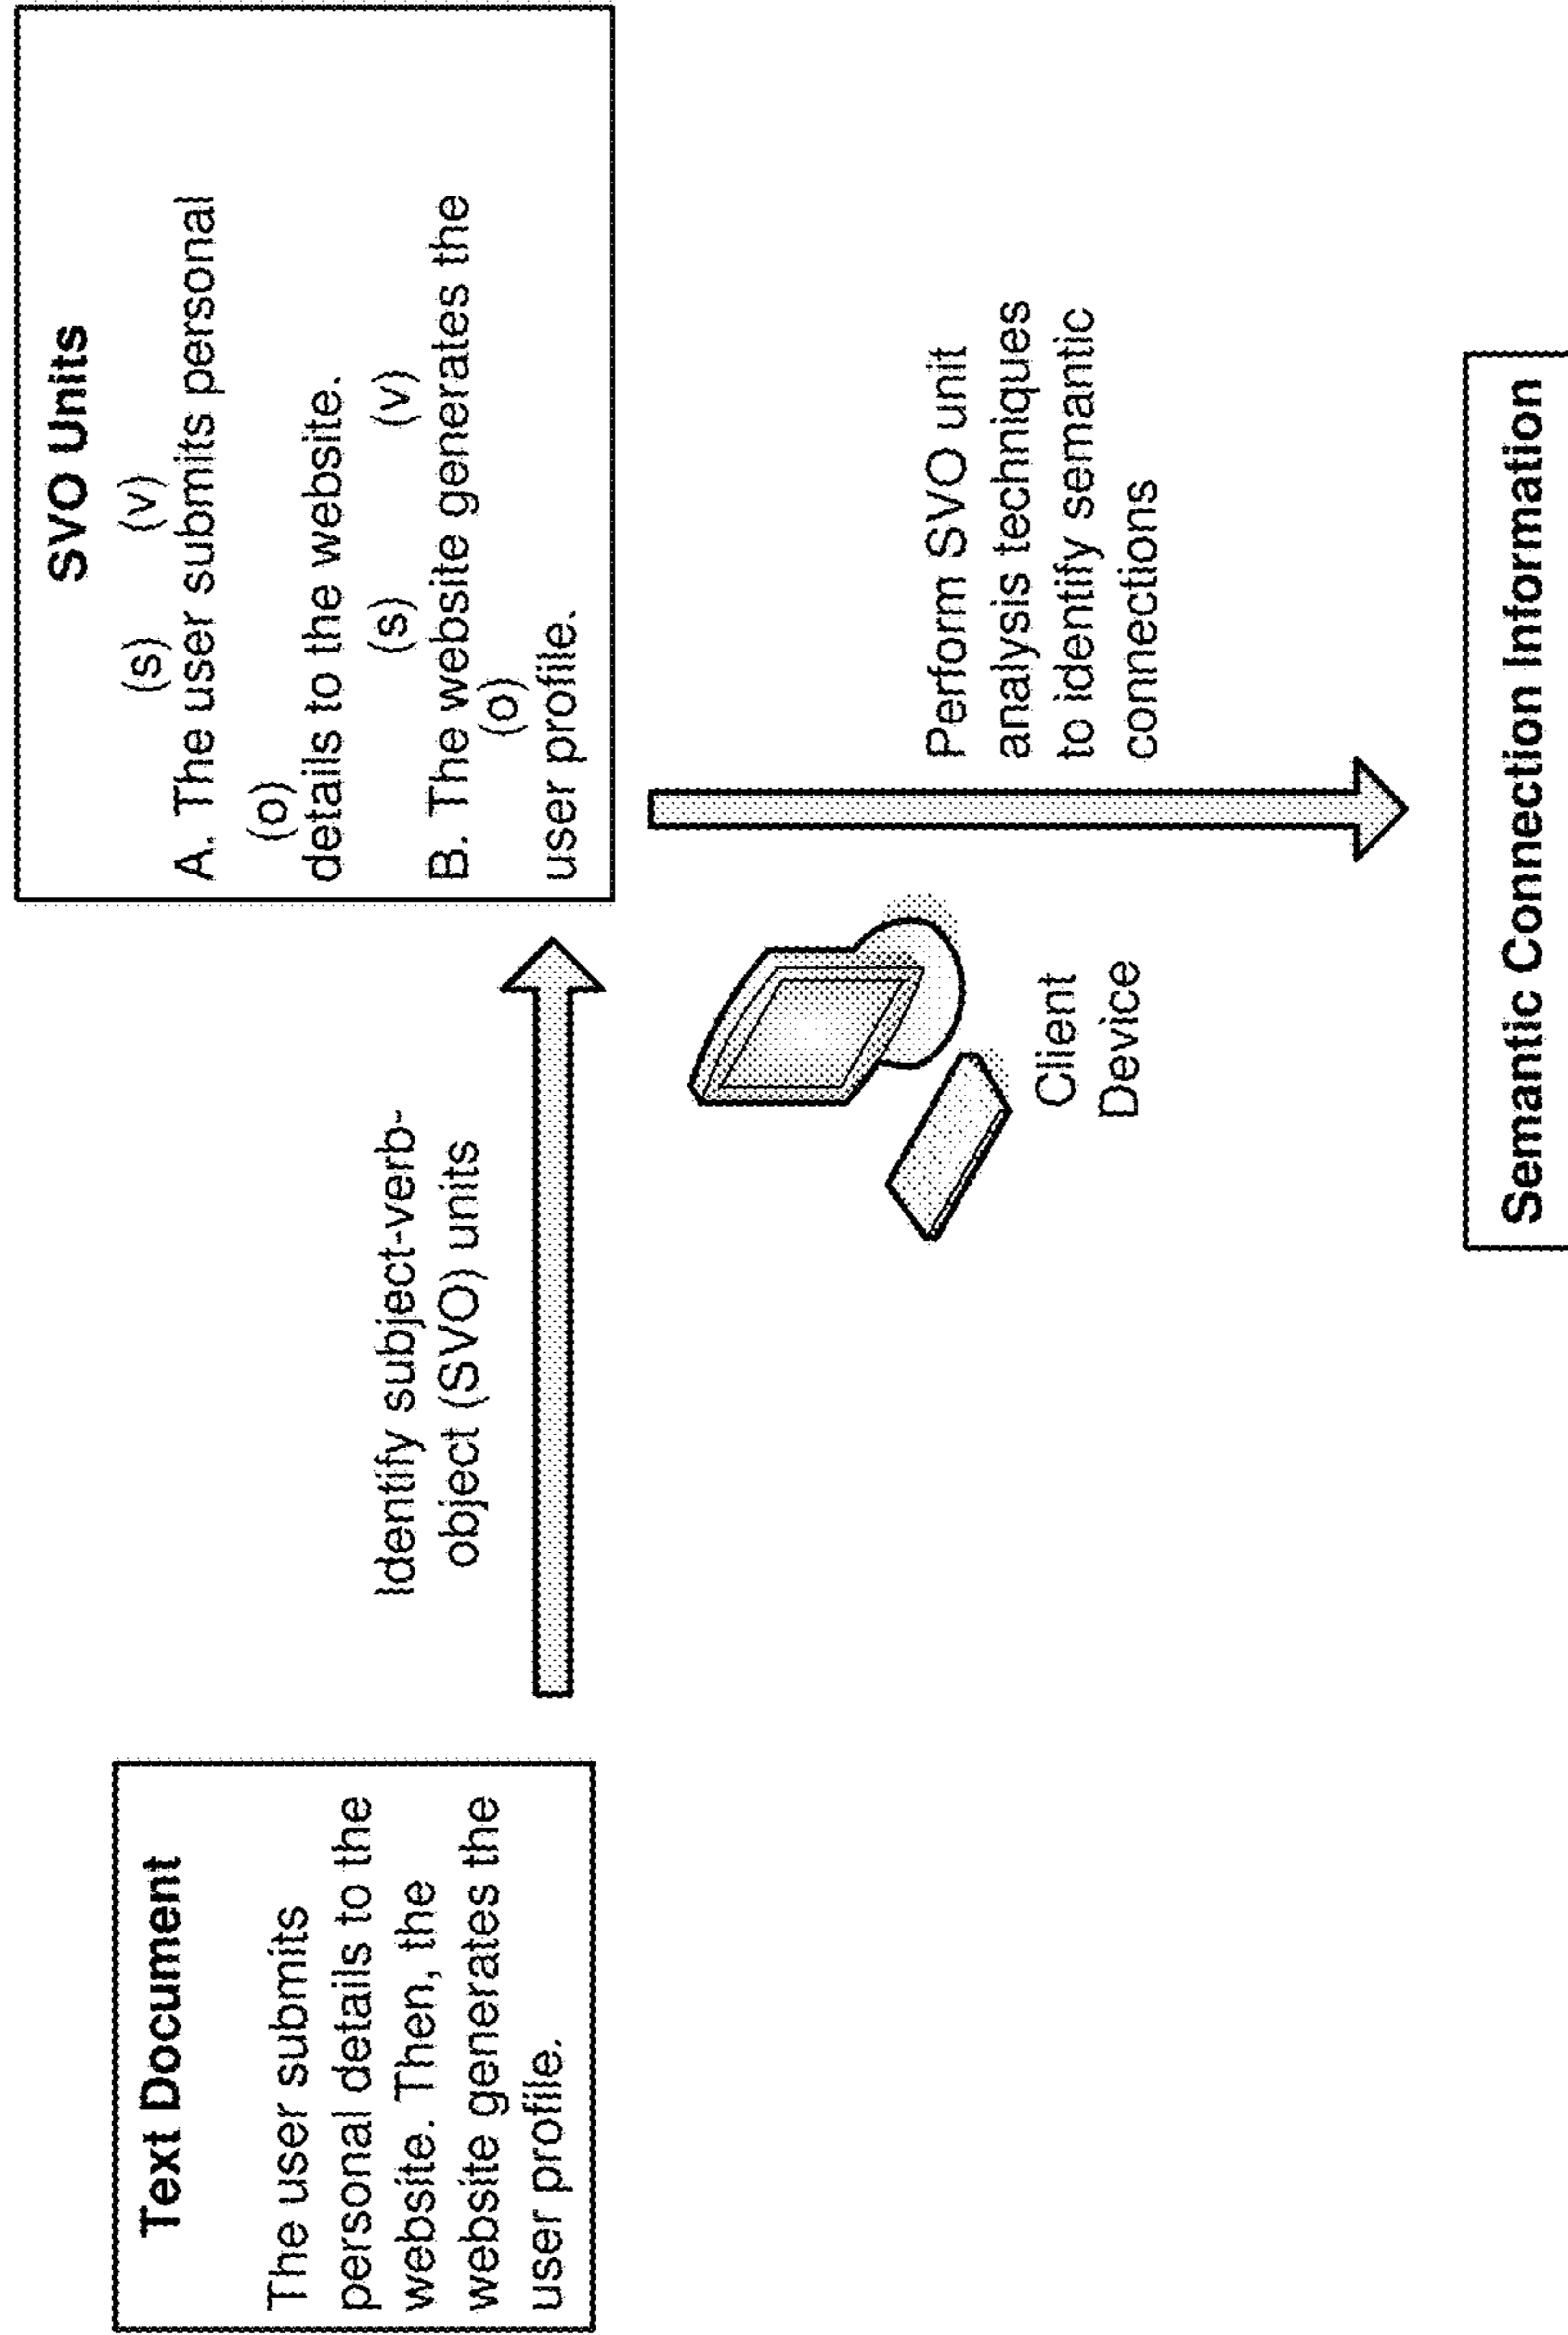 Text Document
The user submits
personal details to the
website. Then, the
website generates the
user profile.
Identify subject-verb-
object (SVO) units
SVO Units
(s) (v)
A. The user submits personal
(o)
details to the website.
(s) (v)
B. The website generates the
(o)
user profile.
Client
Device
Perform SVO unit
analysis techniques
to identify semantic
connections
Semantic Connection Information